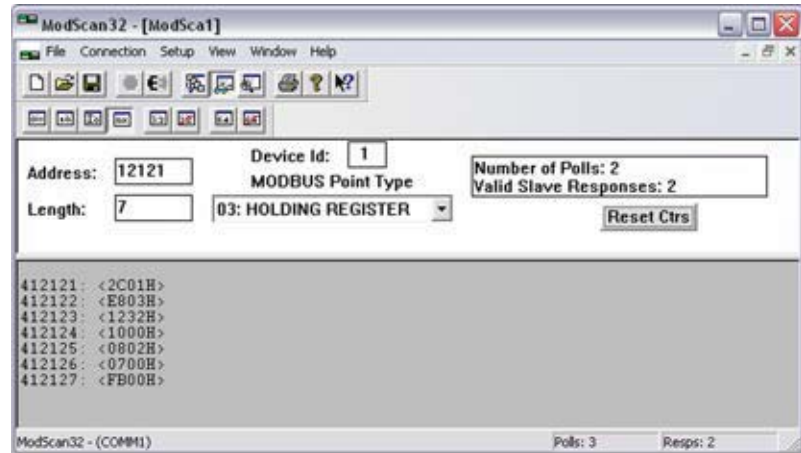 ModScan32 - [ModSca1]
File Connection Setup View Window Help
Address: 12121
Device Id: 1
MODBUS Point Type
Length: 7
03: HOLDING REGISTER
Number of Polls: 2
Valid Slave Responses: 2
Reset Ctrs
412121: <2C01H>
412122: <E803H>
412123: <1232H>
412124: <1000H>
412125: <0802H>
412126: <0700H>
412127: <FB00H>
ModScan32 - (COMM1) Polls: 3 Resps: 2